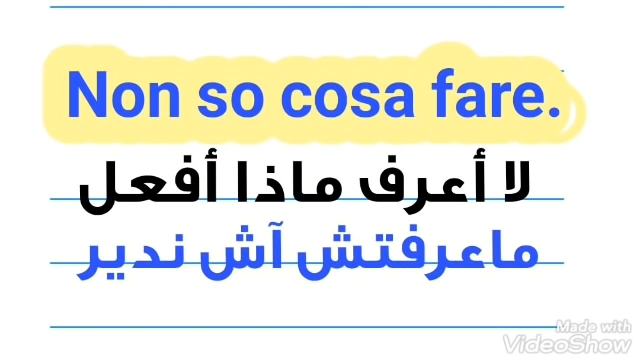 Non so cosa fare.
لا أعرف ماذا أفعل
ماعرفتش آش ندير
Made with
VideoShow